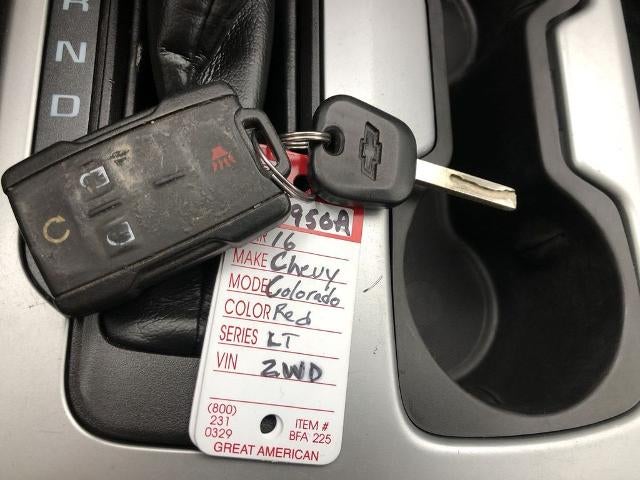 R
N
D
950A
16
MAKE Chevy
MODE Colorado
COLOR Red
SERIES LT
VIN 2WD
(800)
231
0329
ITEM #
BFA 225
GREAT AMERICAN